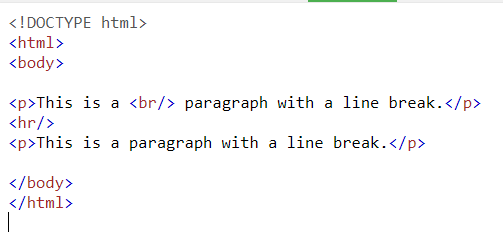 <!DOCTYPE html>
<html>
<body>
<p>This is a <br/> paragraph with a line break.</p>
<hr/>
<p>This is a paragraph with a line break.</p>
</body>
</html>